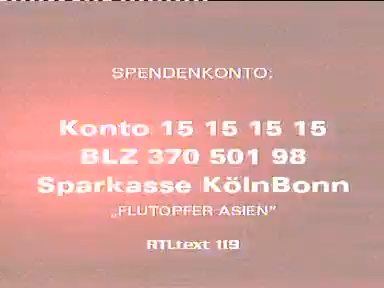 SPENDENKONTO:
Konto 15 15 15 15
BLZ 370 501 98
Sparkasse KölnBonn
„FLUTOPFER ASIEN”
RTLtext 119